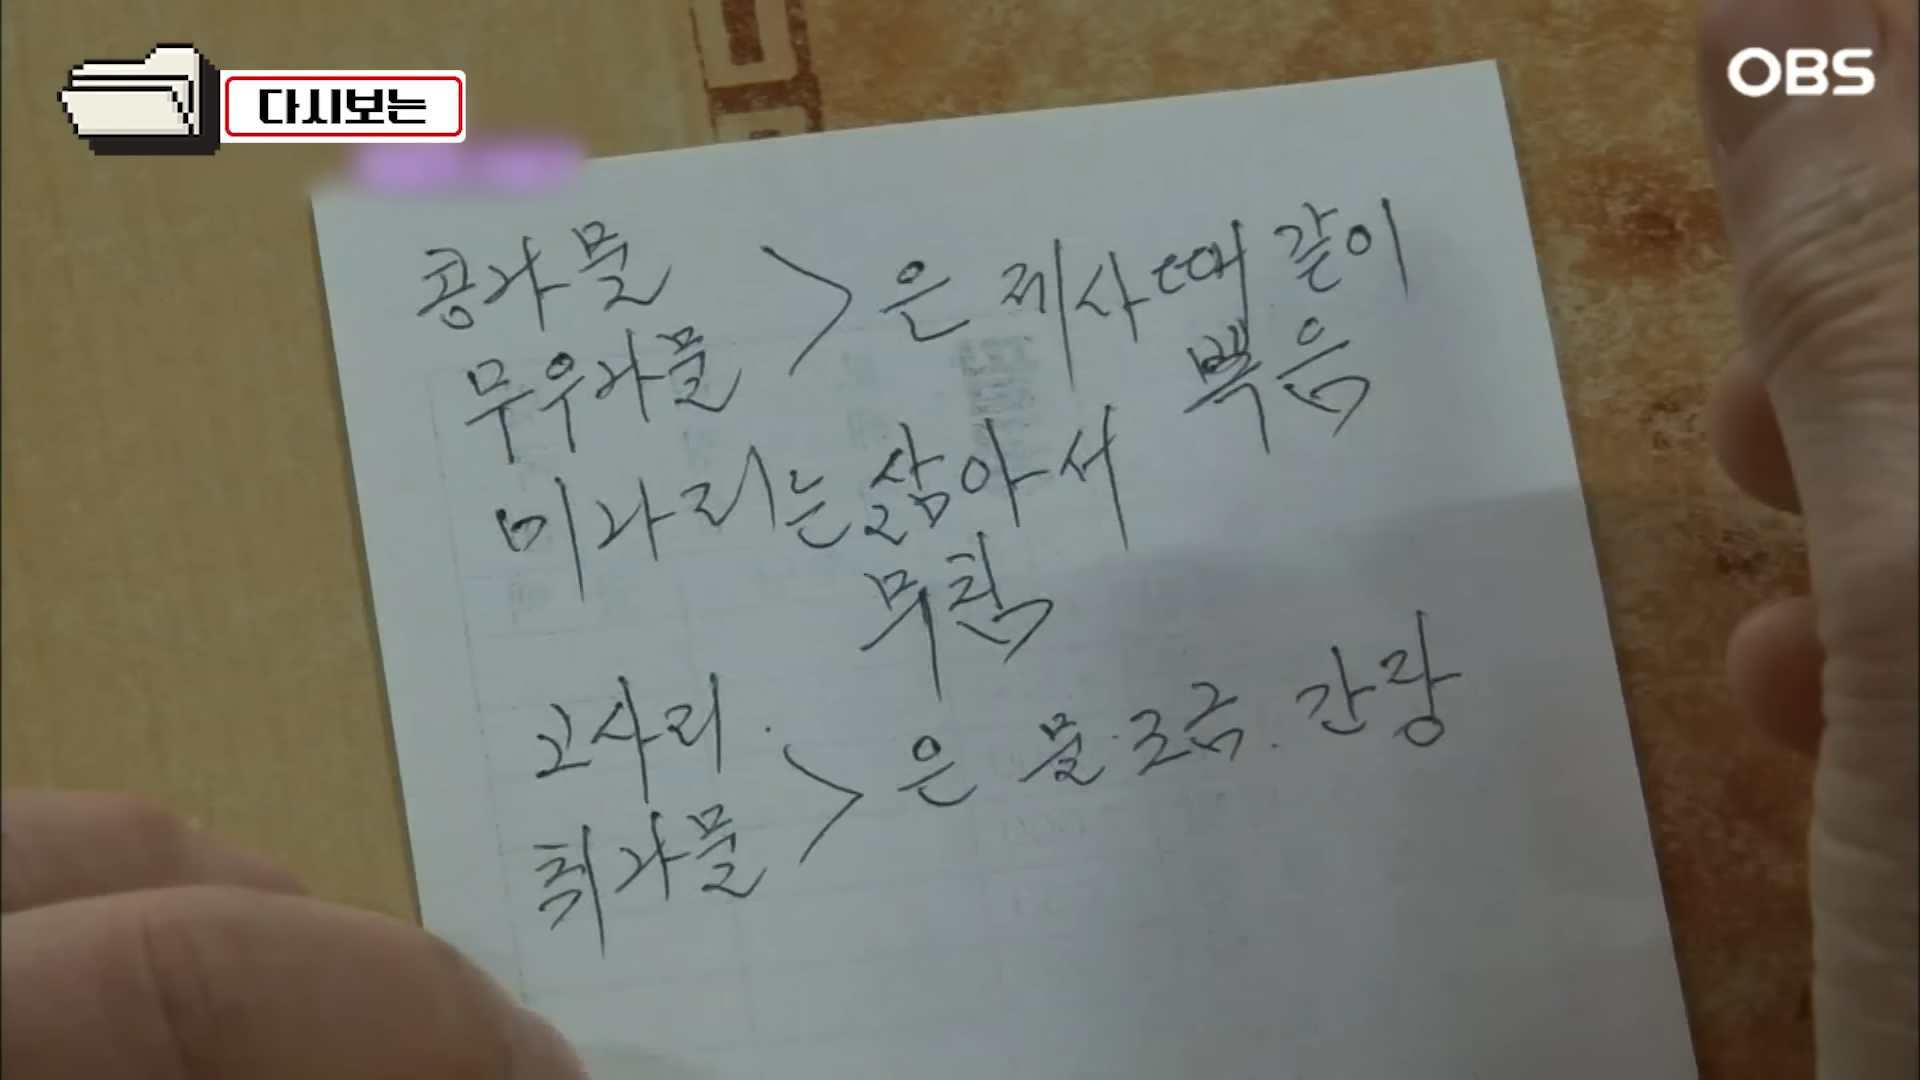 다시보는
OBS
콩나물
무우나물 > 은 제사때 같이
뽁음
미나리는 삶아서
무침
고사리.
취나물 > 은 물.조금. 간랑